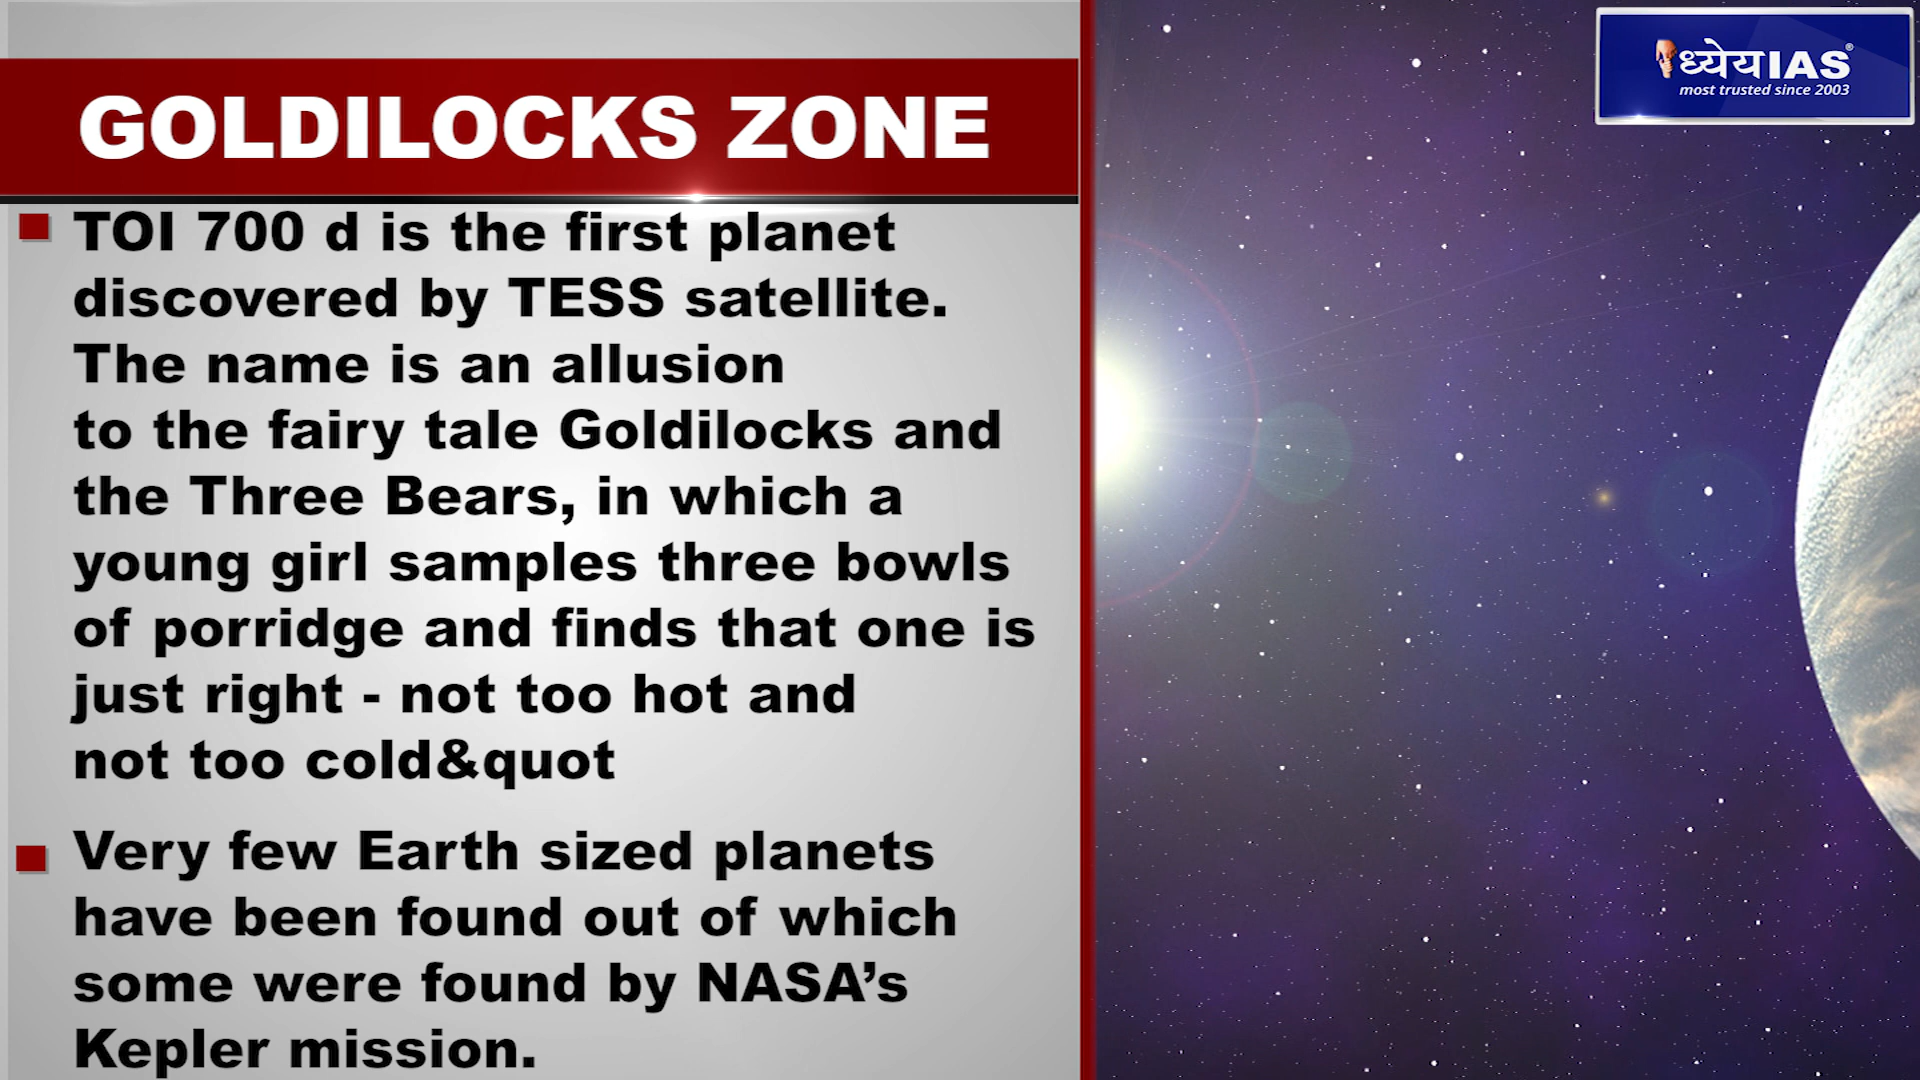 ध्येय IAS®
most trusted since 2003
GOLDILOCKS ZONE
TOI 700 d is the first planet
discovered by TESS satellite.
The name is an allusion
to the fairy tale Goldilocks and
the Three Bears, in which a
young girl samples three bowls
of porridge and finds that one is
just right - not too hot and
not too cold&quot
Very few Earth sized planets
have been found out of which
some were found by NASA’s
Kepler mission.